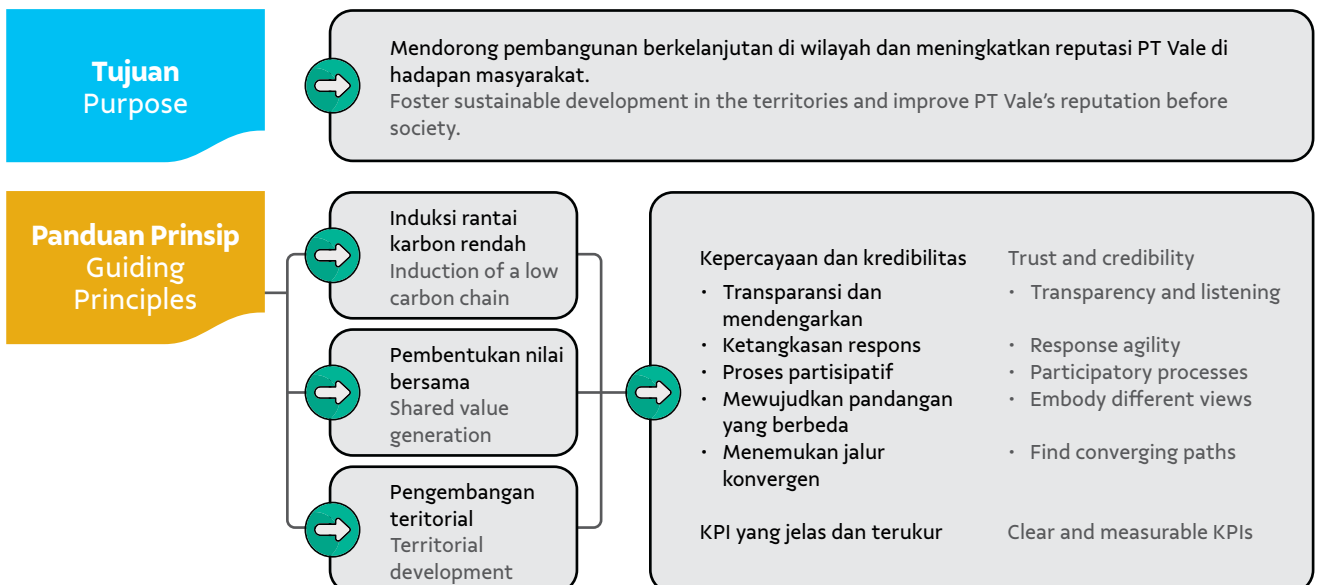 Tujuan
Purpose
Mendorong pembangunan berkelanjutan di wilayah dan meningkatkan reputasi PT Vale di
hadapan masyarakat.
Foster sustainable development in the territories and improve PT Vale's reputation before
society.
Panduan Prinsip
Guiding
Principles
Induksi rantai
karbon rendah
Induction of a low
carbon chain
Pembentukan nilai
bersama
Shared value
generation
Pengembangan
teritorial
Territorial
development
Kepercayaan dan kredibilitas
• Transparansi dan
mendengarkan
• Ketangkasan respons
• Proses partisipatif
• Mewujudkan pandangan
yang berbeda
• Menemukan jalur
konvergen
KPI yang jelas dan terukur
Trust and credibility
• Transparency and listening
• Response agility
• Participatory processes
• Embody different views
• Find converging paths
Clear and measurable KPIs